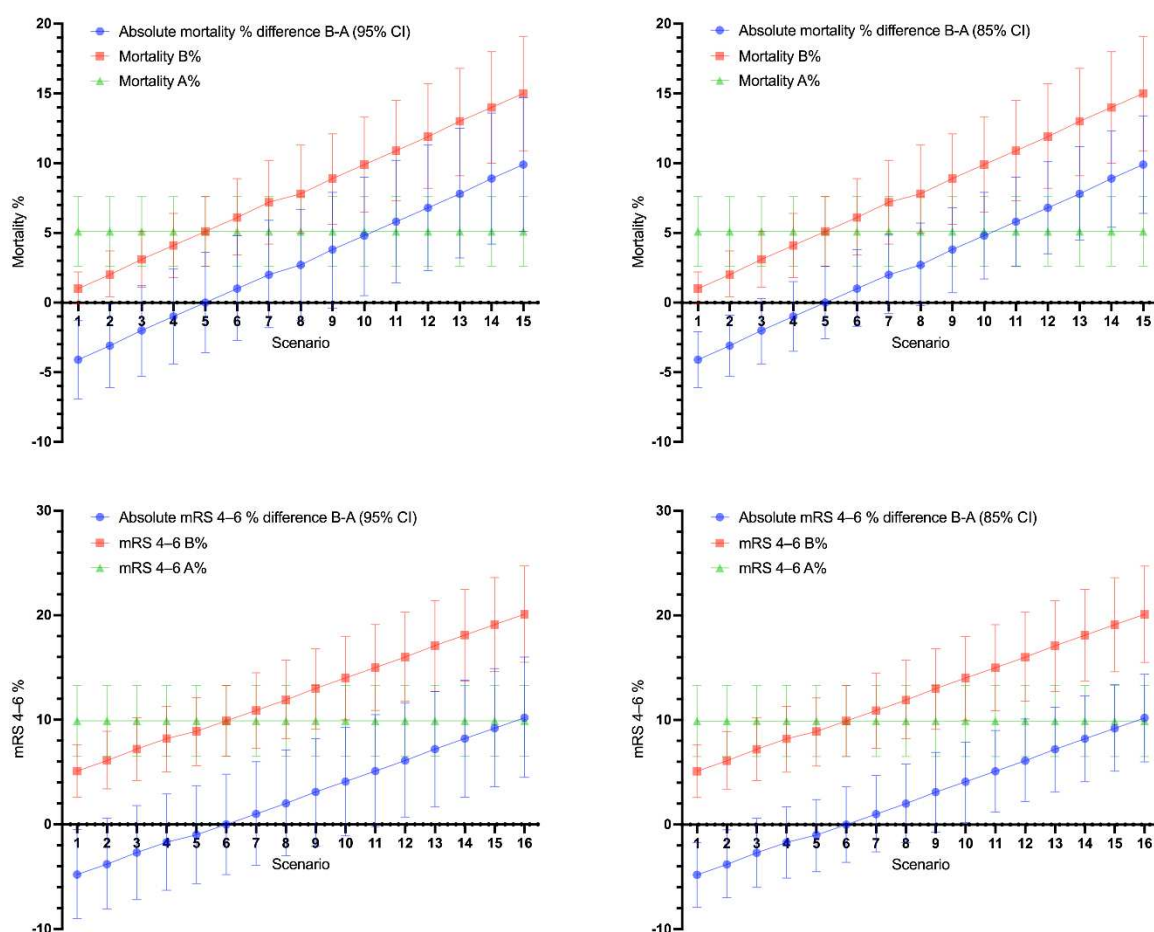 20
15
10
5
0
-5
-10
Mortality %
Absolute mortality % difference B-A (95% CI)
Mortality B%
Mortality A%
1 2 3 4 5 6 7 8 9 10 11 12 13 14 15
Scenario
20
15
10
5
0
-5
-10
Mortality %
Absolute mortality % difference B-A (85% CI)
Mortality B%
Mortality A%
1 2 3 4 5 6 7 8 9 10 11 12 13 14 15
Scenario
30
20
10
0
-10
mRS 4–6 %
Absolute mRS 4–6 % difference B-A (95% CI)
mRS 4–6 B%
mRS 4–6 A%
1 2 3 4 5 6 7 8 9 10 11 12 13 14 15 16
Scenario
30
20
10
0
-10
mRS 4–6 %
Absolute mRS 4–6 % difference B-A (85% CI)
mRS 4–6 B%
mRS 4–6 A%
1 2 3 4 5 6 7 8 9 10 11 12 13 14 15 16
Scenario